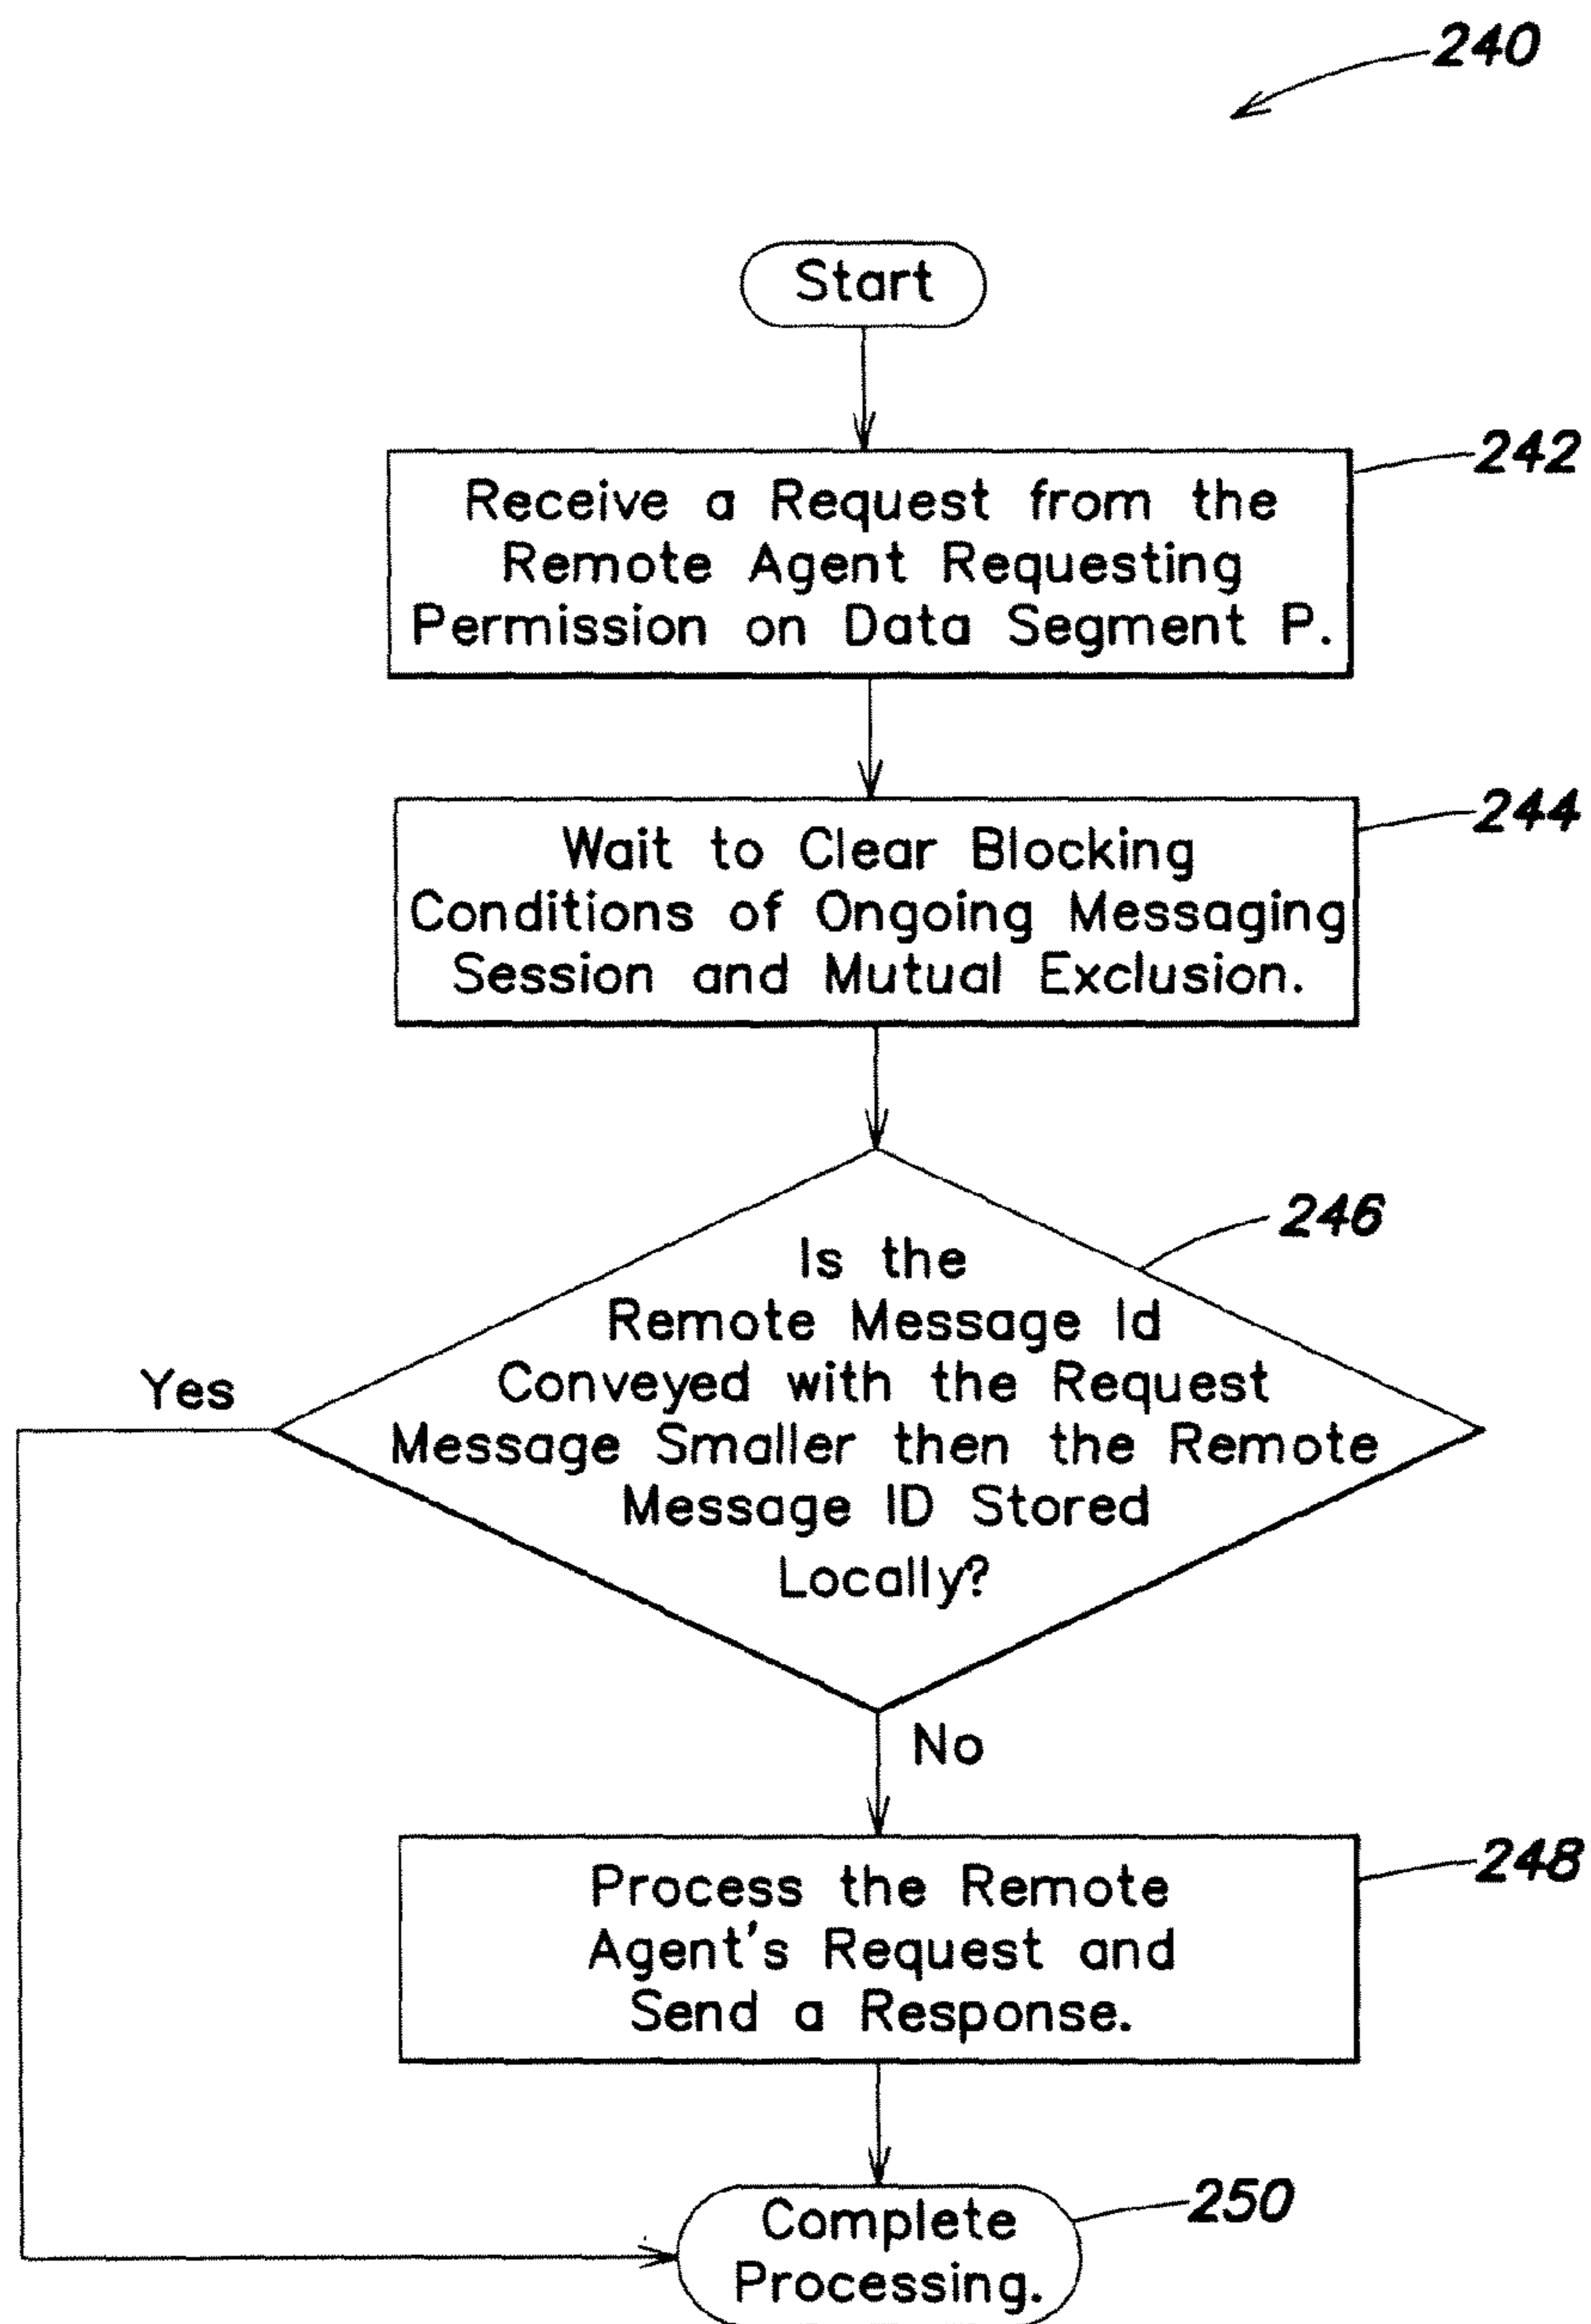 240
Start
242
Receive a Request from the
Remote Agent Requesting
Permission on Data Segment P.
244
Wait to Clear Blocking
Conditions of Ongoing Messaging
Session and Mutual Exclusion.
246
Is the
Remote Message Id
Conveyed with the Request
Message Smaller then the Remote
Message ID Stored
Locally?
Yes
No
248
Process the Remote
Agent's Request and
Send a Response.
250
Complete
Processing.